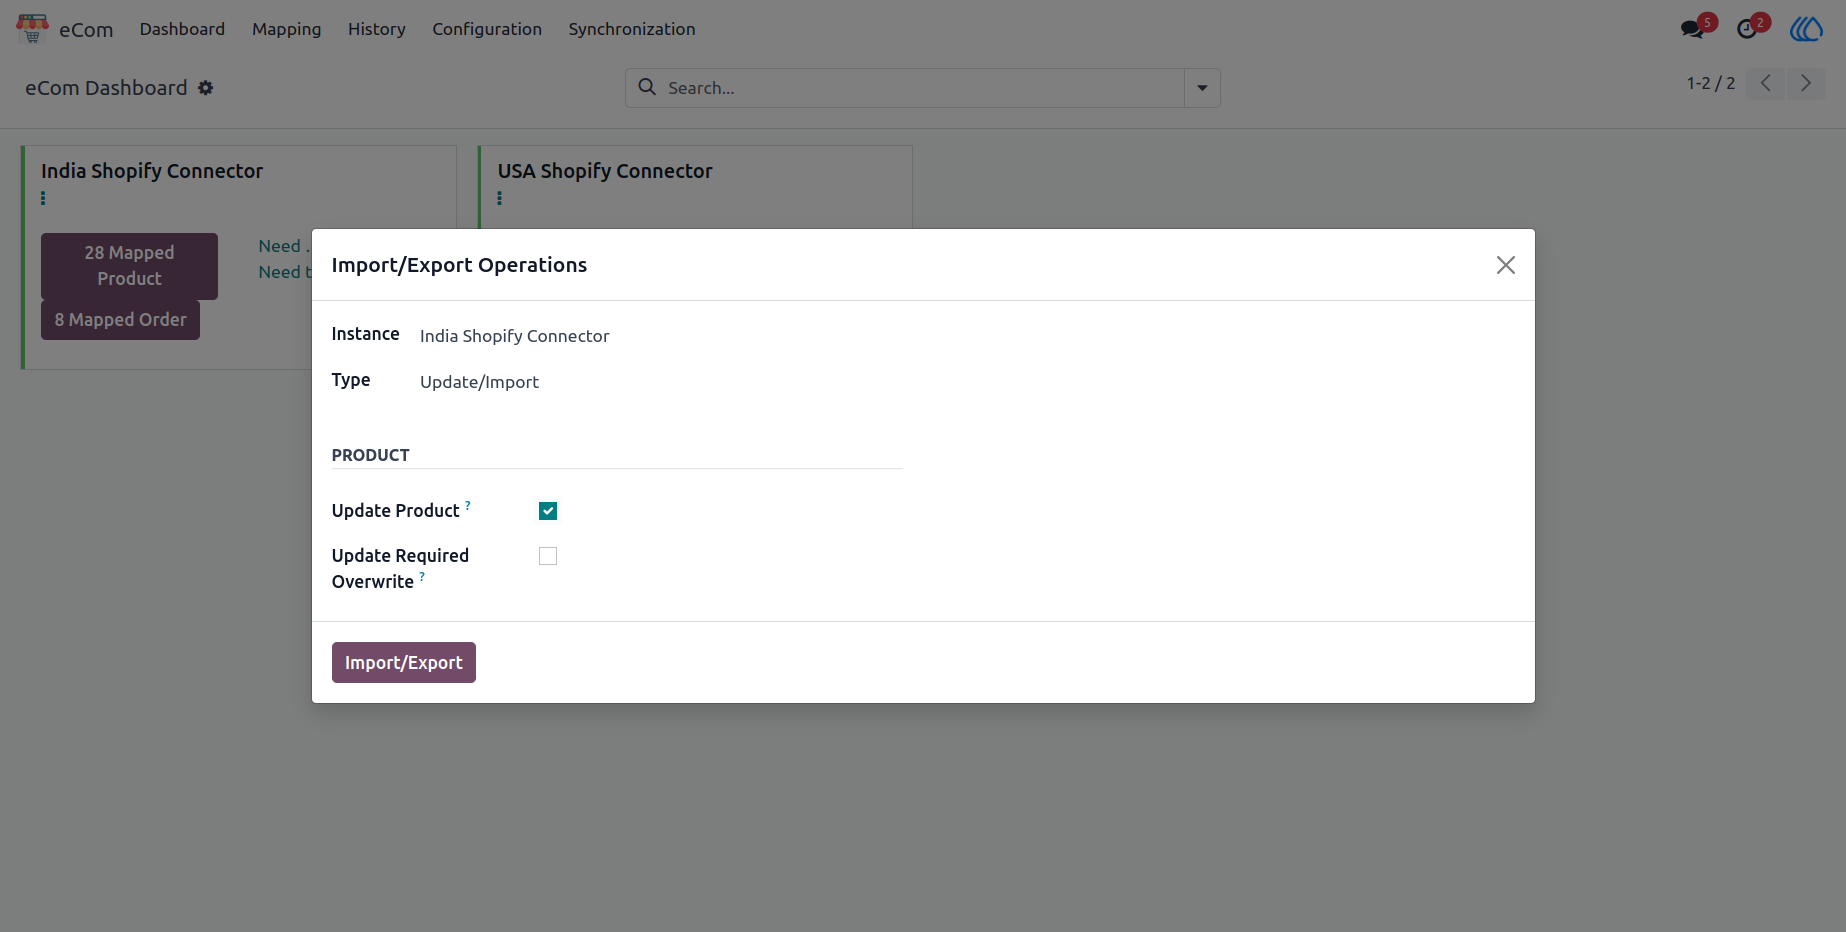 eCom Dashboard Mapping History Configuration Synchronization 5 2
eCom Dashboard Search... 1-2 / 2
India Shopify Connector USA Shopify Connector
28 Mapped
Product
8 Mapped Order
Need
Need
Import/Export Operations
Instance India Shopify Connector
Type Update/Import
PRODUCT
Update Product ?
Update Required
Overwrite ?
Import/Export